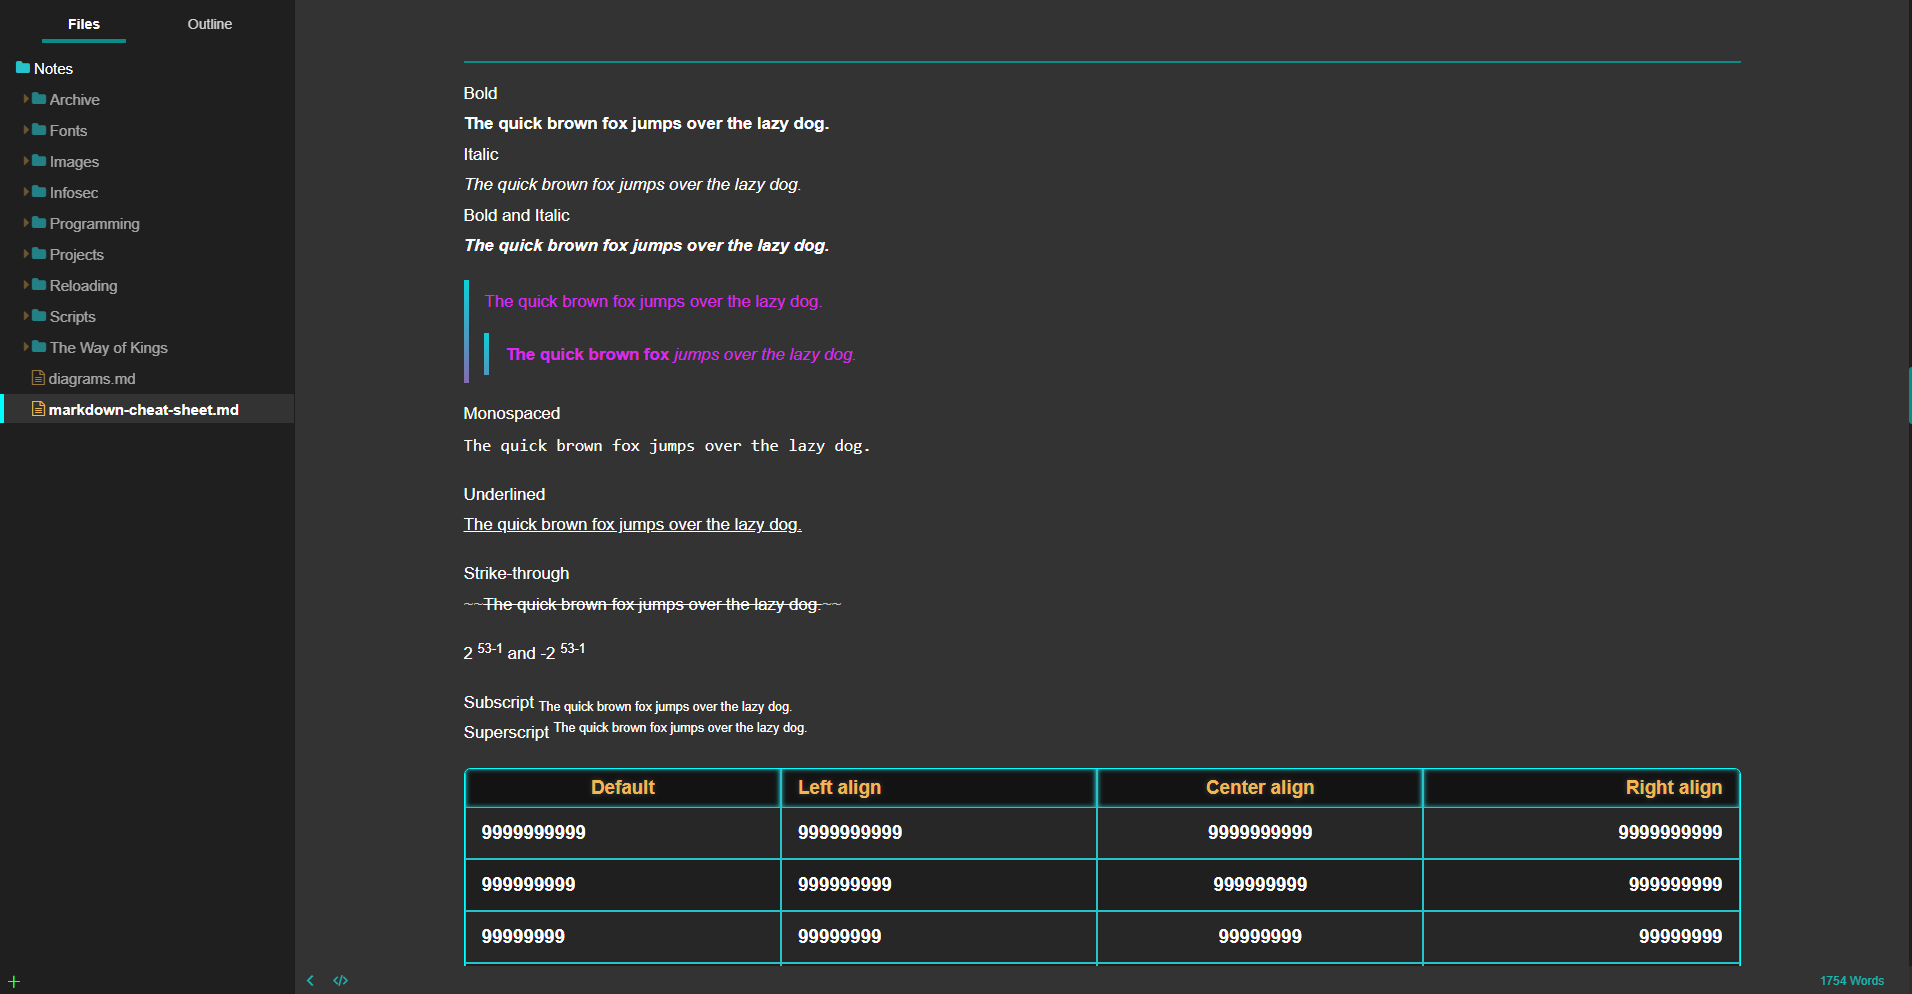 Files
Outline
Notes
Archive
Fonts
Images
Infosec
Programming
Projects
Reloading
Scripts
The Way of Kings
diagrams.md
markdown-cheat-sheet.md
Bold
The quick brown fox jumps over the lazy dog.
Italic
The quick brown fox jumps over the lazy dog.
Bold and Italic
The quick brown fox jumps over the lazy dog.
The quick brown fox jumps over the lazy dog.
The quick brown fox jumps over the lazy dog.
Monospaced
The quick brown fox jumps over the lazy dog.
Underlined
The quick brown fox jumps over the lazy dog.
Strike-through
~~The quick brown fox jumps over the lazy dog.~~
2 53-1 and -2 53-1
Subscript The quick brown fox jumps over the lazy dog.
Superscript The quick brown fox jumps over the lazy dog.
Default Left align Center align Right align
9999999999 9999999999 9999999999 9999999999
999999999 999999999 999999999 999999999
99999999 99999999 99999999 99999999
1754 Words